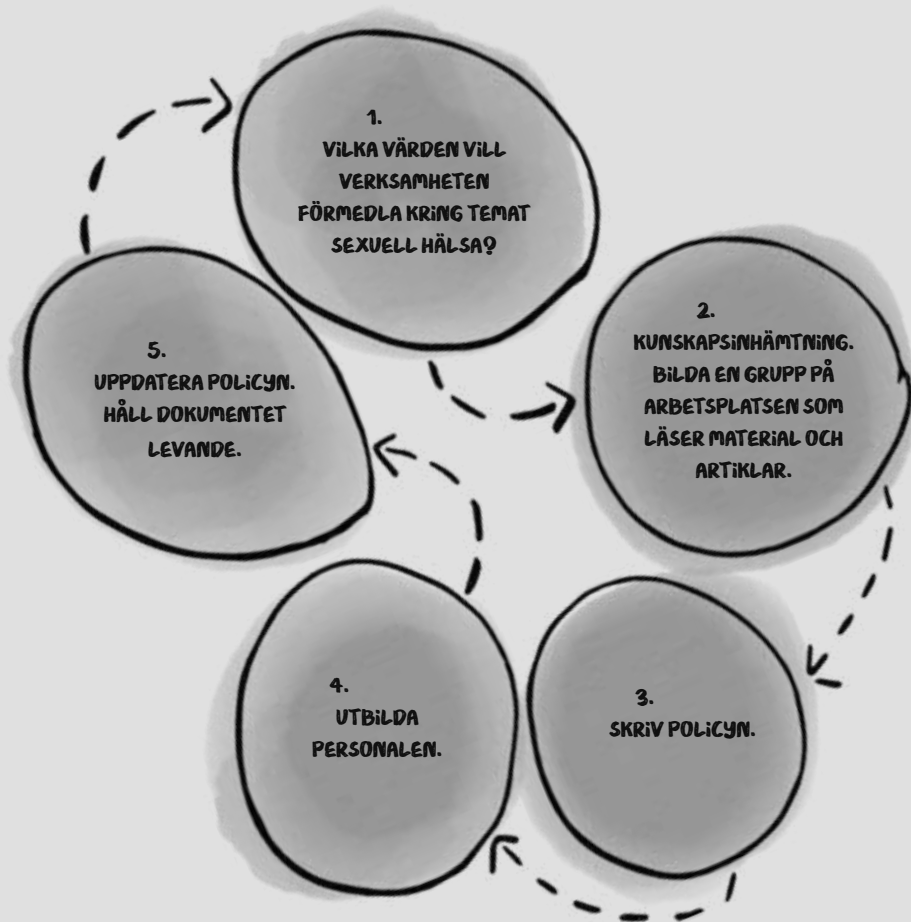 1.
VILKA VÄRDEN VILL
VERKSAMHETEN
FÖRMEDLA KRING TEMAT
SEXUELL HÄLSA?
2.
KUNSKAPSINHÄMTNING.
BILDA EN GRUPP PÅ
ARBETSPLATSEN SOM
LÄSER MATERIAL OCH
ARTIKLAR.
3.
SKRIV POLICYN.
4.
UTBILDA
PERSONALEN.
5.
UPPDATERA POLICYN.
HÅLL DOKUMENTET
LEVANDE.